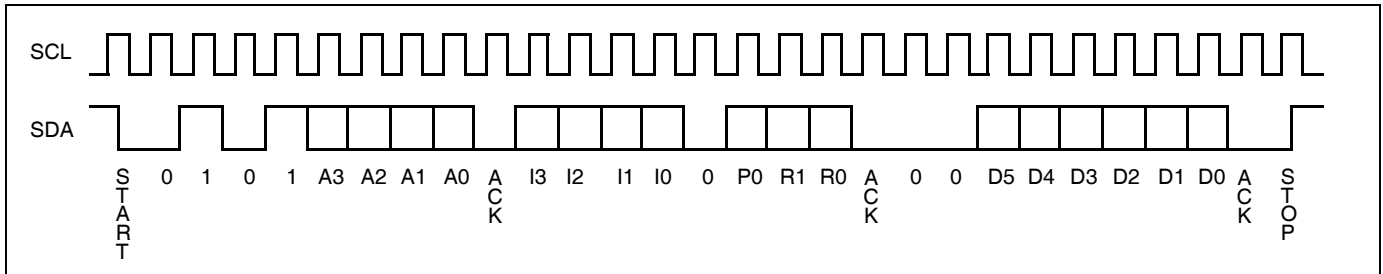 SCL
SDA
START 0 1 0 1 A3 A2 A1 A0 ACK I3 I2 I1 I0 0 P0 R1 R0 ACK 0 0 D5 D4 D3 D2 D1 D0 ACK STOP